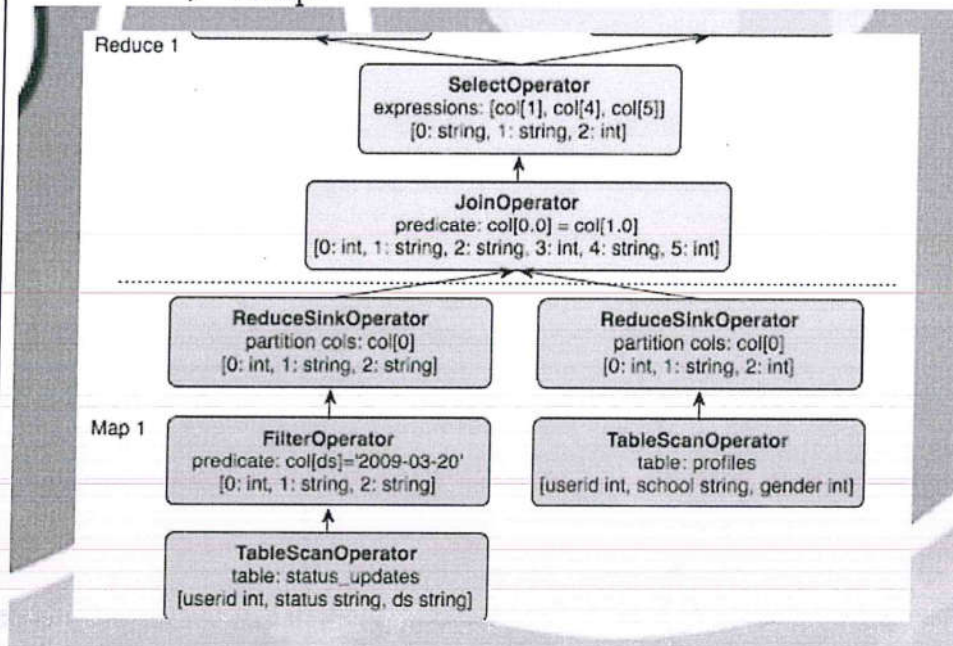 Reduce 1
SelectOperator
expressions: [col[1], col[4], col[5]]
[0: string, 1: string, 2: int]
JoinOperator
predicate: col[0.0] = col[1.0]
[0: int, 1: string, 2: string, 3: int, 4: string, 5: int]
ReduceSinkOperator
partition cols: col[0]
[0: int, 1: string, 2: string]
ReduceSinkOperator
partition cols: col[0]
[0: int, 1: string, 2: int]
Map 1
FilterOperator
predicate: col[ds]='2009-03-20'
[0: int, 1: string, 2: string]
TableScanOperator
table: profiles
[userid int, school string, gender int]
TableScanOperator
table: status_updates
[userid int, status string, ds string]